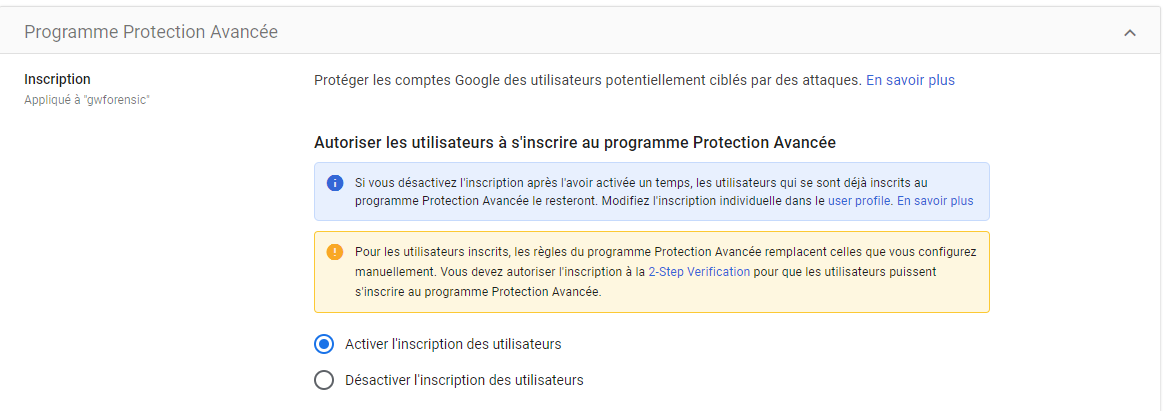 Programme Protection Avancée
Inscription
Appliqué à "gwforensic"
Protéger les comptes Google des utilisateurs potentiellement ciblés par des attaques. En savoir plus
Autoriser les utilisateurs à s'inscrire au programme Protection Avancée
Si vous désactivez l'inscription après l'avoir activée un temps, les utilisateurs qui se sont déjà inscrits au
programme Protection Avancée le resteront. Modifiez l'inscription individuelle dans le user profile. En savoir plus
Pour les utilisateurs inscrits, les règles du programme Protection Avancée remplacent celles que vous configurez
manuellement. Vous devez autoriser l'inscription à la 2-Step Verification pour que les utilisateurs puissent
s'inscrire au programme Protection Avancée.
Activer l'inscription des utilisateurs
Désactiver l'inscription des utilisateurs